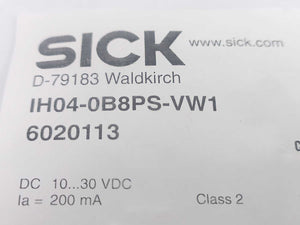 SICK www.sick.com
D-79183 Waldkirch
IH04-0B8PS-VW1
6020113
DC 10...30 VDC
Ia = 200 mA Class 2